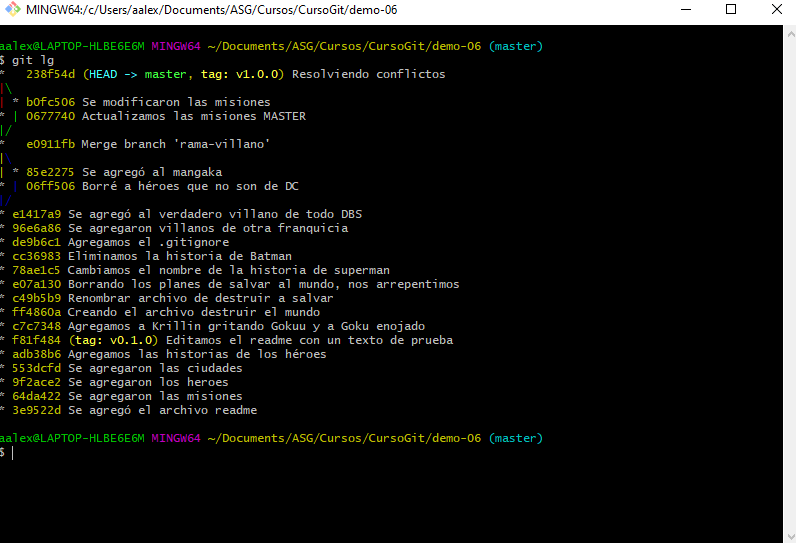 MINGW64:/c/Users/aalex/Documents/ASG/Cursos/CursoGit/demo-06
aalex@LAPTOP-HLBE6E6M MINGW64 ~/Documents/ASG/Cursos/CursoGit/demo-06 (master)
$ git lg
*   238f54d (HEAD -> master, tag: v1.0.0) Resolviendo conflictos
|\
| * b0fc506 Se modificaron las misiones
* | 0677740 Actualizamos las misiones MASTER
|/
*   e0911fb Merge branch 'rama-villano'
|\
| * 85e2275 Se agregó al mangaka
* | 06ff506 Borré a héroes que no son de DC
|/
* e1417a9 Se agregó al verdadero villano de todo DBS
* 96e6a86 Se agregaron villanos de otra franquicia
* de9b6c1 Agregamos el .gitignore
* cc36983 Eliminamos la historia de Batman
* 78ae1c5 Cambiamos el nombre de la historia de superman
* e07a130 Borrando los planes de salvar al mundo, nos arrepentimos
* c49b5b9 Renombrar archivo de destruir a salvar
* ff4860a Creando el archivo destruir el mundo
* c7c7348 Agregamos a Krillin gritando Gokuu y a Goku enojado
* f81f484 (tag: v0.1.0) Editamos el readme con un texto de prueba
* adb38b6 Agregamos las historias de los héroes
* 553dcfd Se agregaron las ciudades
* 9f2ace2 Se agregaron los heroes
* 64da422 Se agregaron las misiones
* 3e9522d Se agregó el archivo readme
aalex@LAPTOP-HLBE6E6M MINGW64 ~/Documents/ASG/Cursos/CursoGit/demo-06 (master)
$